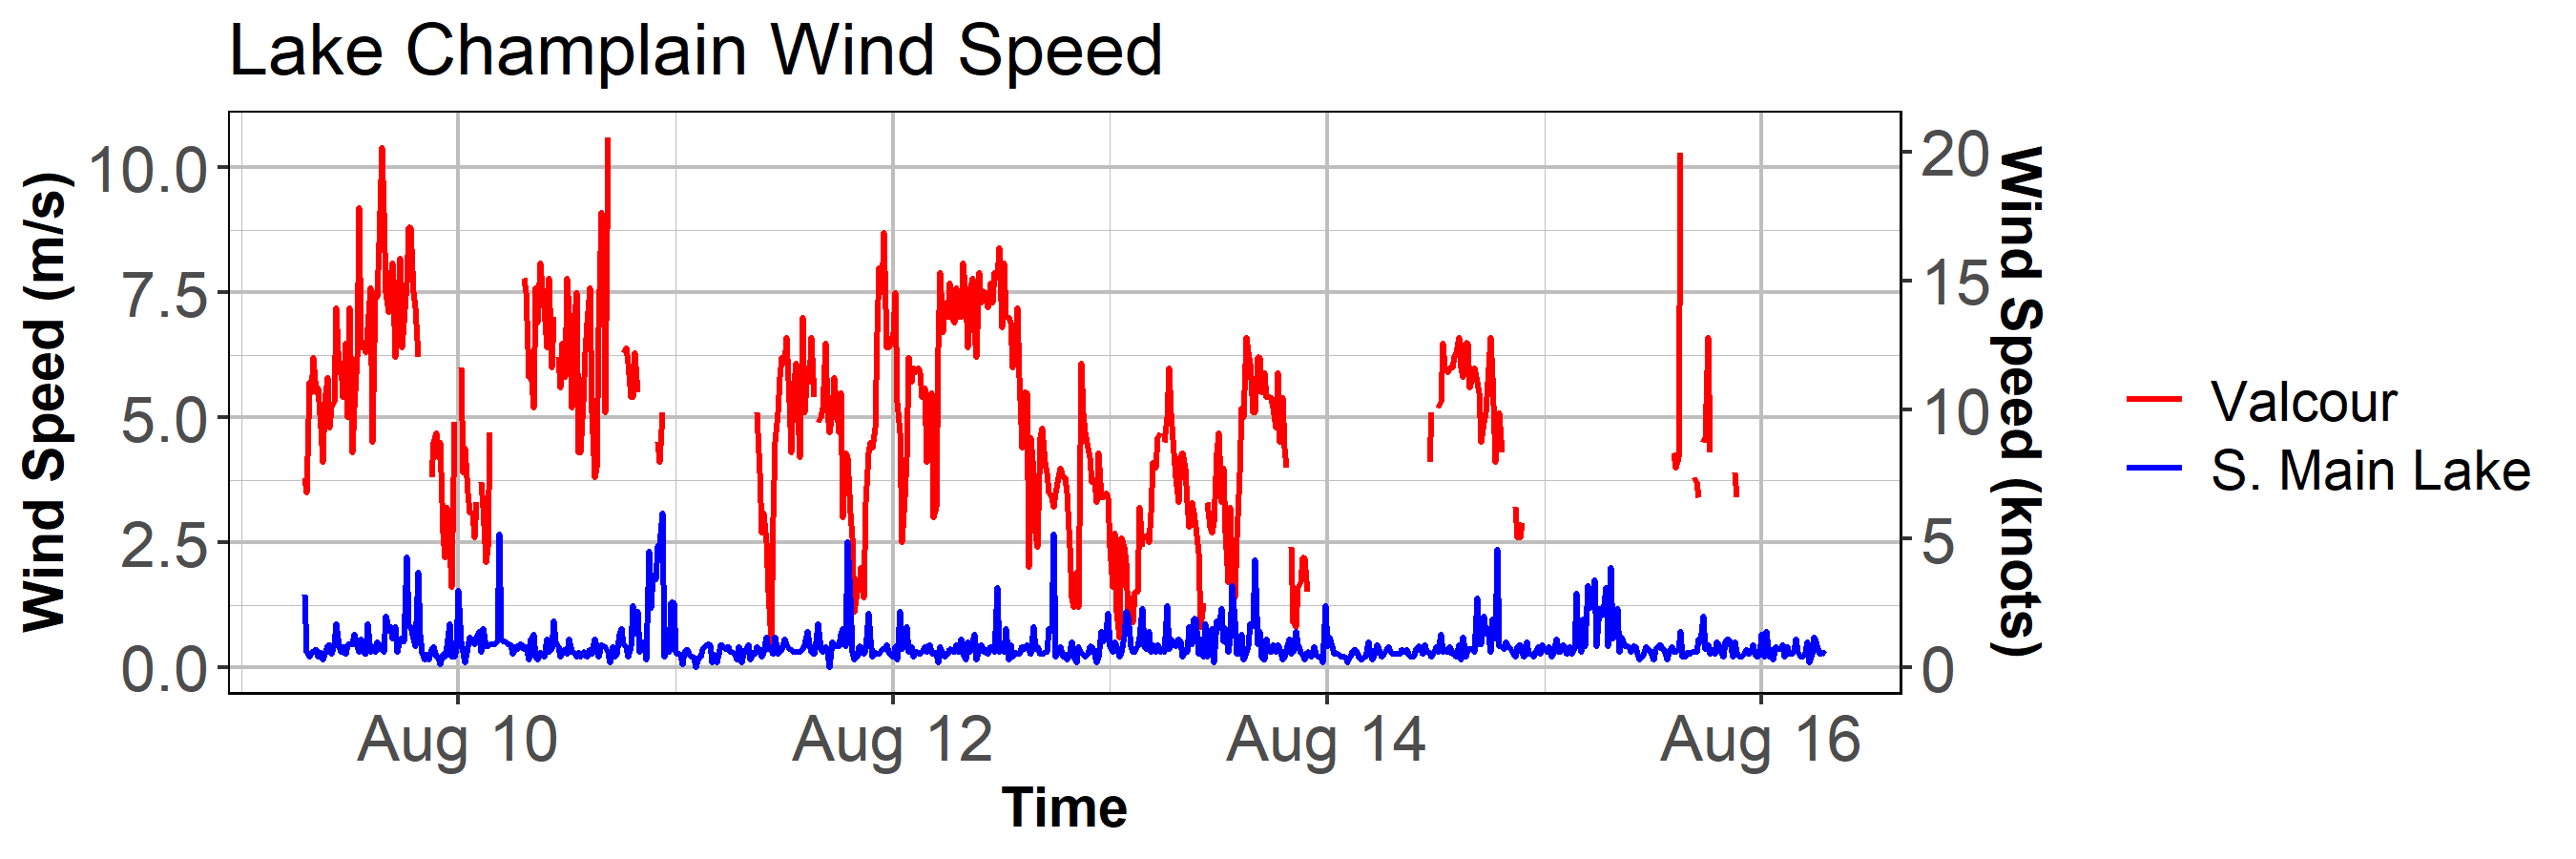 Lake Champlain Wind Speed
Wind Speed (m/s)
10.0
7.5
5.0
2.5
0.0
20
15
10
5
0
Wind Speed (knots)
Aug 10
Aug 12
Aug 14
Aug 16
Time
Valcour
S. Main Lake